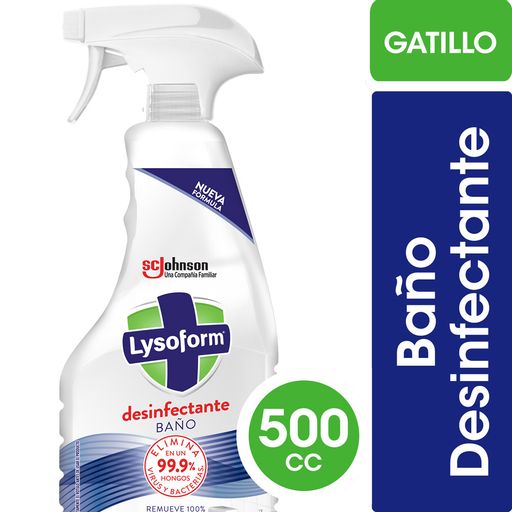 GATILLO
Baño
Desinfectante
NUEVA
FÓRMULA
SCJohnson
Una Compañía Familiar
Lysoform
desinfectante
BAÑO
ELIMINA
EN UN
99.9%
HONGOS
VIRUS Y BACTERIAS.
REMUEVE 100%
500
CC